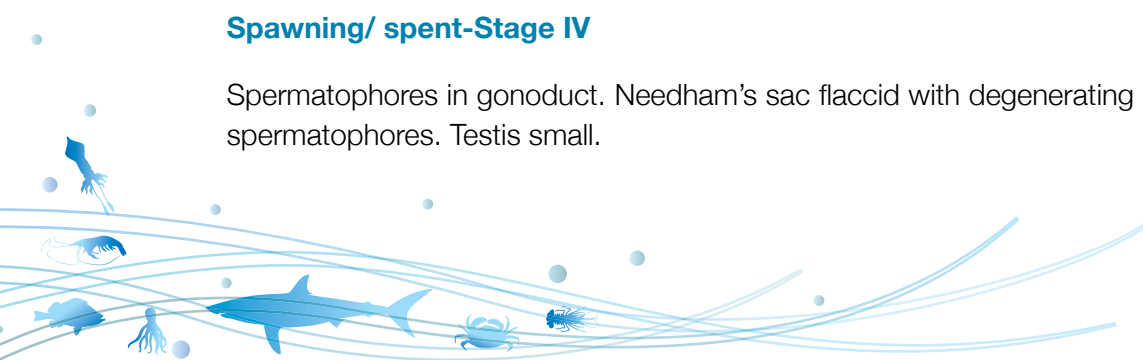 Spawning/ spent-Stage IV
Spermatophores in gonoduct. Needham’s sac flaccid with degenerating
spermatophores. Testis small.